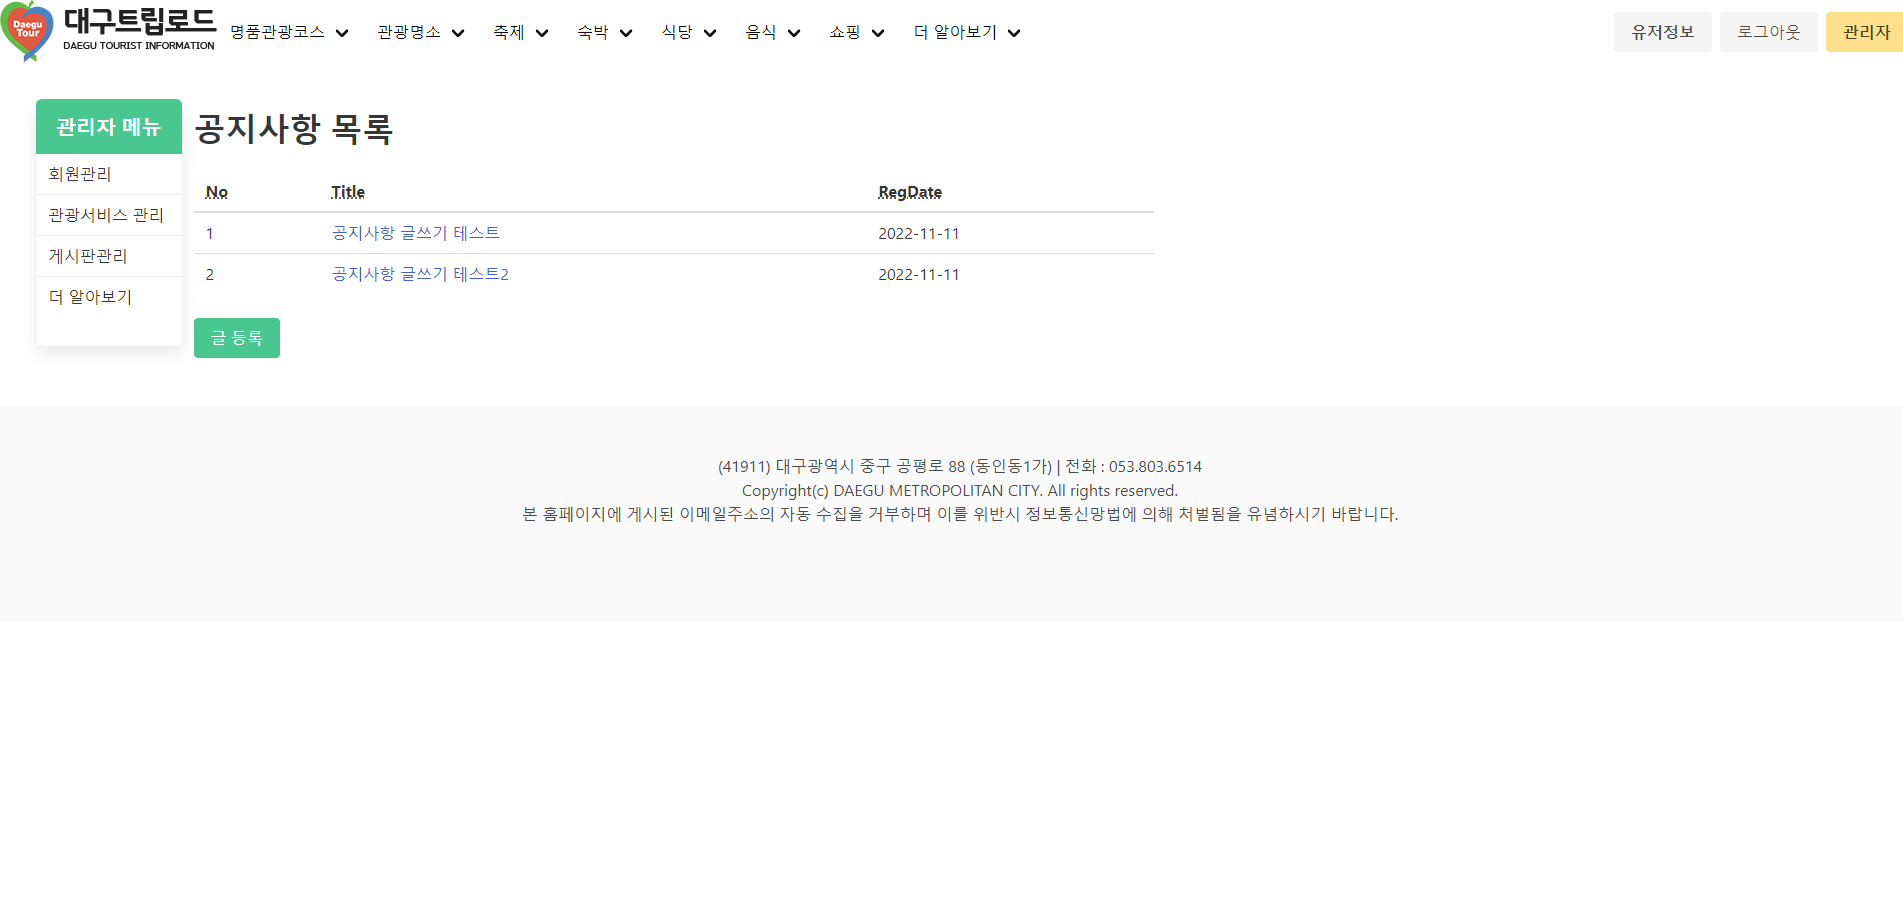 Daegu
Tour
대구트립로드
DAEGU TOURIST INFORMATION
명품관광코스 관광명소 축제 숙박 식당 음식 쇼핑 더 알아보기
유저정보 로그아웃 관리자
관리자 메뉴
회원관리
관광서비스 관리
게시판관리
더 알아보기
공지사항 목록
No Title RegDate
1 공지사항 글쓰기 테스트 2022-11-11
2 공지사항 글쓰기 테스트2 2022-11-11
글 등록
(41911) 대구광역시 중구 공평로 88 (동인동1가) | 전화 : 053.803.6514
Copyright(c) DAEGU METROPOLITAN CITY. All rights reserved.
본 홈페이지에 게시된 이메일주소의 자동 수집을 거부하며 이를 위반시 정보통신망법에 의해 처벌됨을 유념하시기 바랍니다.